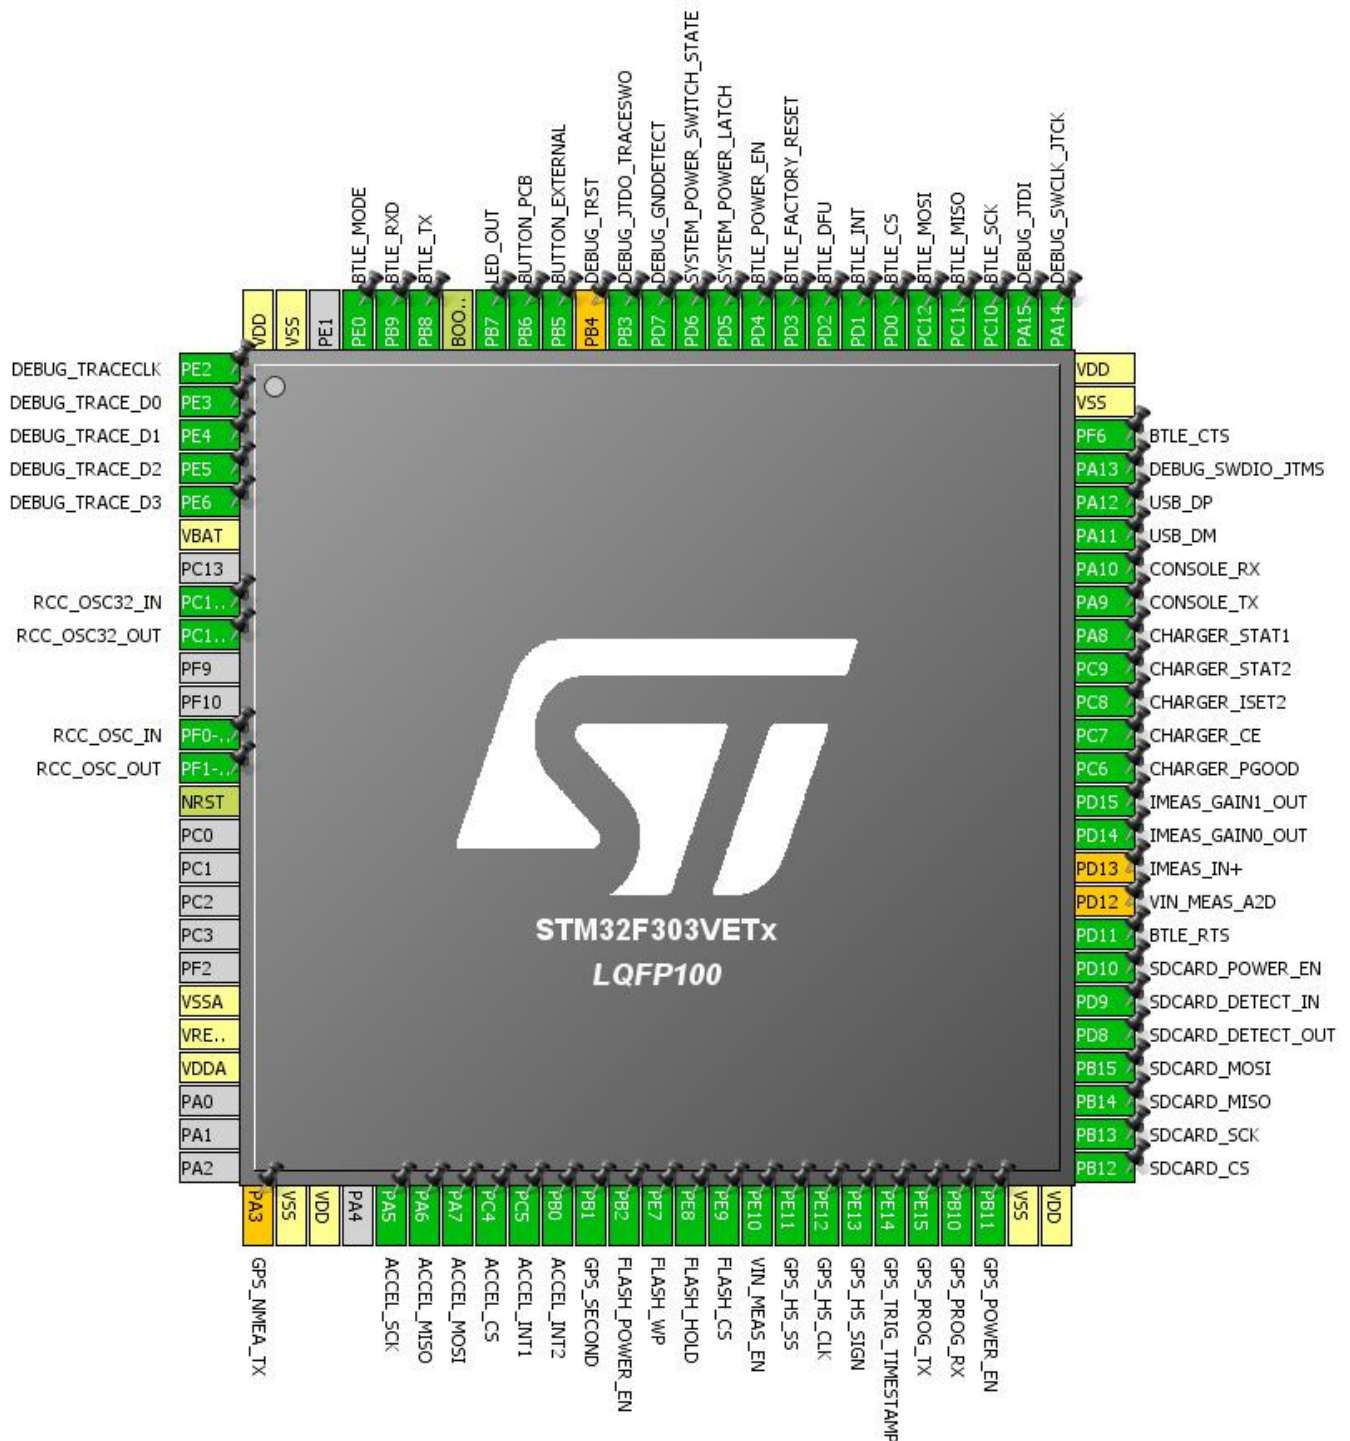 BTLE_MODE
BTLE_RXD
BTLE_TX
LED_OUT
BUTTON_PCB
BUTTON_EXTERNAL
DEBUG_TRST
DEBUG_JTDO_TRACESWO
DEBUG_GNDDETECT
SYSTEM_POWER_SWITCH_STATE
SYSTEM_POWER_LATCH
BTLE_POWER_EN
BTLE_FACTORY_RESET
BTLE_DFU
BTLE_INT
BTLE_CS
BTLE_MOSI
BTLE_MISO
BTLE_SCK
DEBUG_JTDI
DEBUG_SWCLK_JTCK
VDD
VSS
PE1
PE0
PB9
PB8
BOO..
PB7
PB6
PB5
PB4
PB3
PD7
PD6
PD5
PD4
PD3
PD2
PD1
PD0
PC12
PC11
PC10
PA15
PA14
DEBUG_TRACECLK PE2
DEBUG_TRACE_D0 PE3
DEBUG_TRACE_D1 PE4
DEBUG_TRACE_D2 PE5
DEBUG_TRACE_D3 PE6
VBAT
PC13
RCC_OSC32_IN PC1..
RCC_OSC32_OUT PC1..
PF9
PF10
RCC_OSC_IN PF0-..
RCC_OSC_OUT PF1-..
NRST
PC0
PC1
PC2
PC3
PF2
VSSA
VRE..
VDDA
PA0
PA1
PA2
ST
STM32F303VETx
LQFP100
VDD
VSS
PF6 BTLE_CTS
PA13 DEBUG_SWDIO_JTMS
PA12 USB_DP
PA11 USB_DM
PA10 CONSOLE_RX
PA9 CONSOLE_TX
PA8 CHARGER_STAT1
PC9 CHARGER_STAT2
PC8 CHARGER_ISET2
PC7 CHARGER_CE
PC6 CHARGER_PGOOD
PD15 IMEAS_GAIN1_OUT
PD14 IMEAS_GAIN0_OUT
PD13 IMEAS_IN+
PD12 VIN_MEAS_A2D
PD11 BTLE_RTS
PD10 SDCARD_POWER_EN
PD9 SDCARD_DETECT_IN
PD8 SDCARD_DETECT_OUT
PB15 SDCARD_MOSI
PB14 SDCARD_MISO
PB13 SDCARD_SCK
PB12 SDCARD_CS
PA3
VSS
VDD
PA4
PA5
PA6
PA7
PC4
PC5
PB0
PB1
PB2
PE7
PE8
PE9
PE10
PE11
PE12
PE13
PE14
PE15
PB10
PB11
VSS
VDD
GPS_NMEA_TX
ACCEL_SCK
ACCEL_MISO
ACCEL_MOSI
ACCEL_CS
ACCEL_INT1
ACCEL_INT2
GPS_SECOND
FLASH_POWER_EN
FLASH_WP
FLASH_HOLD
FLASH_CS
VIN_MEAS_EN
GPS_HS_SS
GPS_HS_CLK
GPS_HS_SIGN
GPS_TRIG_TIMESTAMP
GPS_PROG_TX
GPS_PROG_RX
GPS_POWER_EN